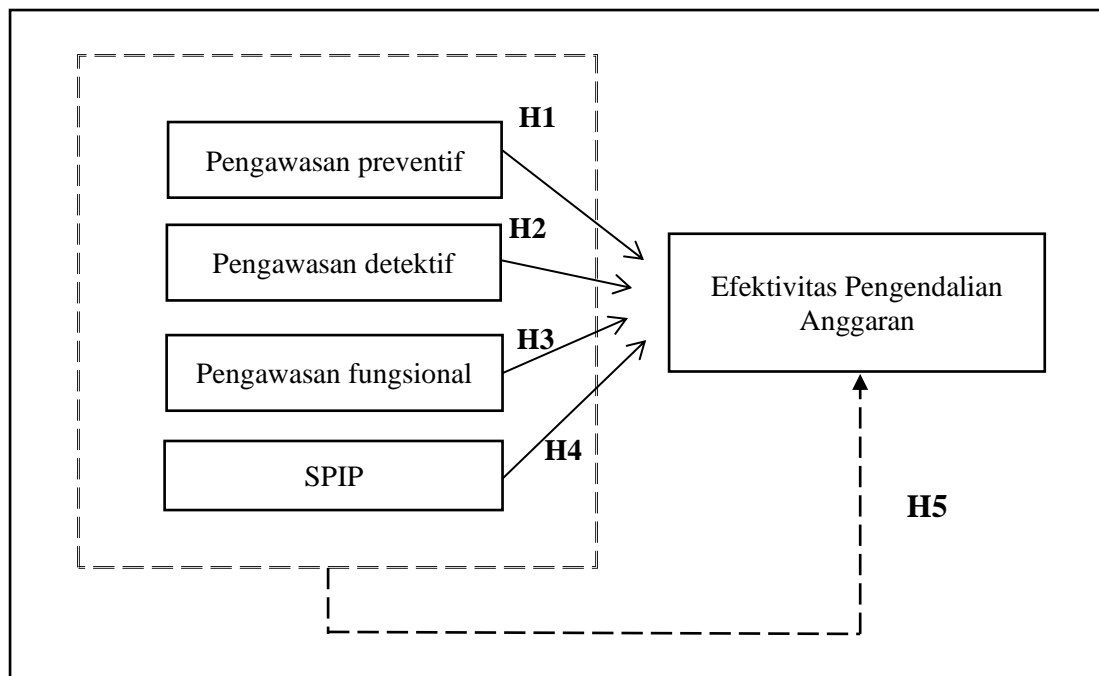 H1
Pengawasan preventif
H2
Pengawasan detektif
H3
Pengawasan fungsional
H4
SPIP
Efektivitas Pengendalian
Anggaran
H5